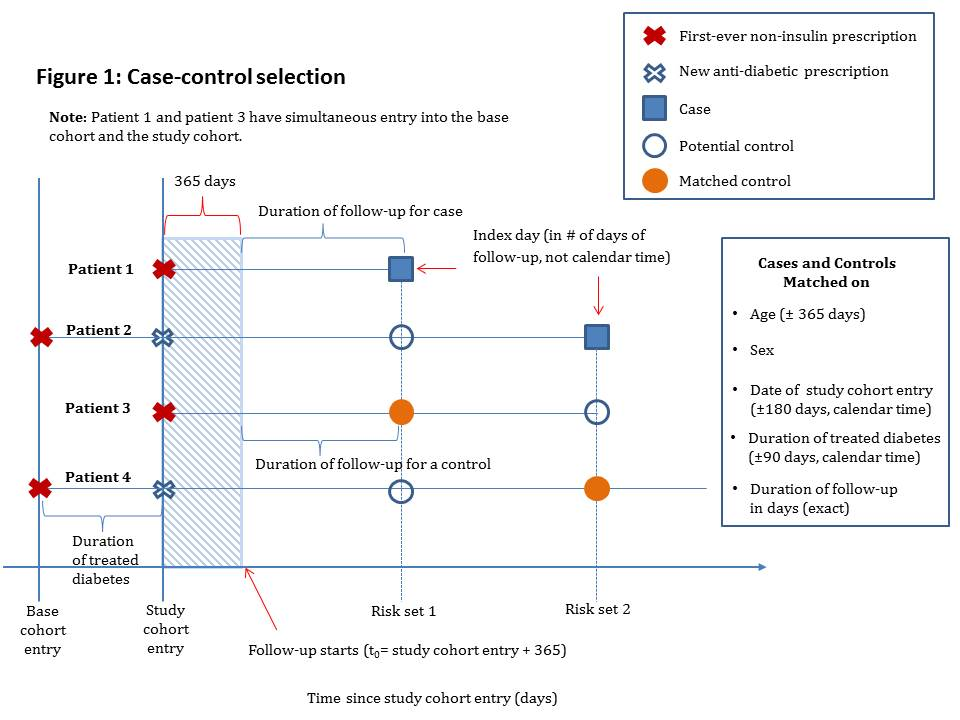 First-ever non-insulin prescription
New anti-diabetic prescription
Case
Potential control
Matched control
Figure 1: Case-control selection
Note: Patient 1 and patient 3 have simultaneous entry into the base
cohort and the study cohort.
365 days
Duration of follow-up for case
Index day (in # of days of
follow-up, not calendar time)
Patient 1
Patient 2
Patient 3
Duration of follow-up for a control
Patient 4
Duration
of treated
diabetes
Cases and Controls
Matched on
• Age (± 365 days)
• Sex
• Date of study cohort entry
(±180 days, calendar time)
• Duration of treated diabetes
(±90 days, calendar time)
• Duration of follow-up
in days (exact)
Base
cohort
entry
Study
cohort
entry
Risk set 1
Risk set 2
Follow-up starts (t₀= study cohort entry + 365)
Time since study cohort entry (days)